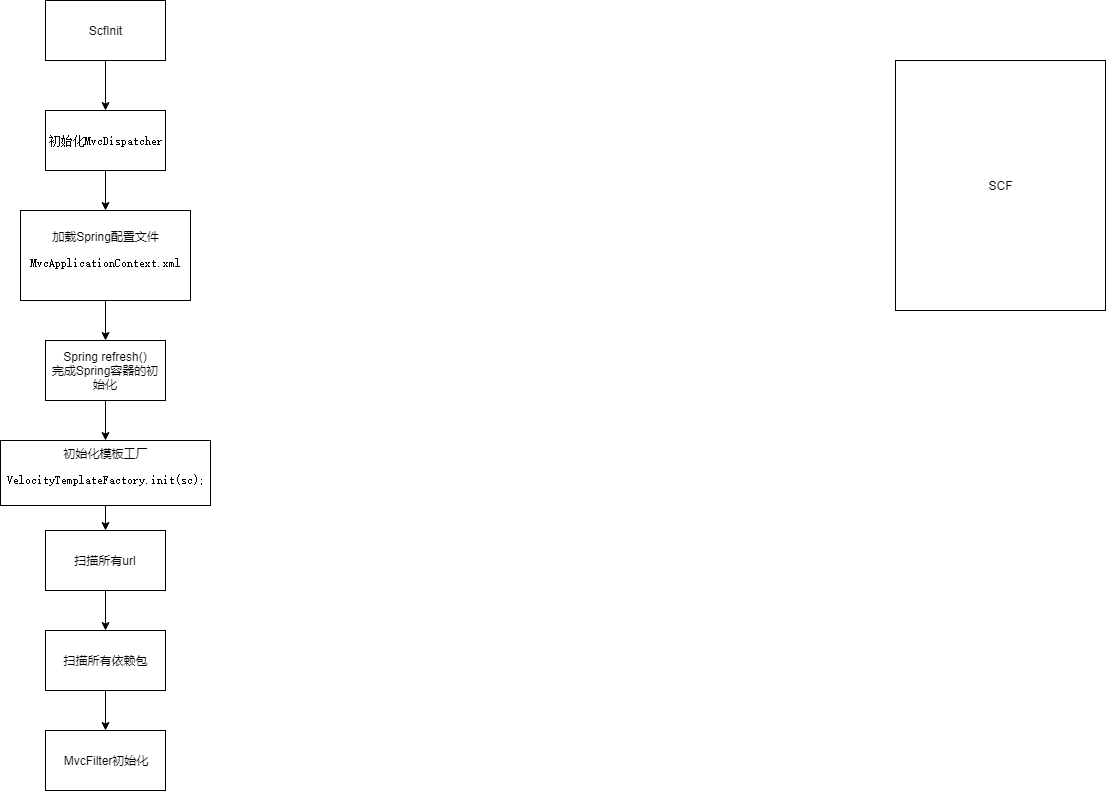 ScfInit
初始化MvcDispatcher
加载Spring配置文件
MvcApplicationContext.xml
Spring refresh()
完成Spring容器的初
始化
初始化模板工厂
VelocityTemplateFactory.init(sc);
扫描所有url
扫描所有依赖包
MvcFilter初始化
SCF